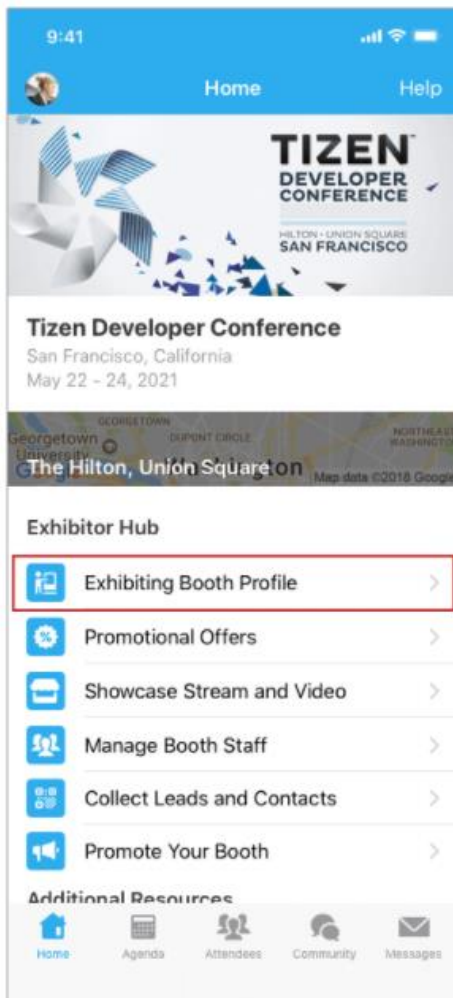 9:41
Home
Help
TIZEN™
DEVELOPER
CONFERENCE
HILTON • UNION SQUARE
SAN FRANCISCO
Tizen Developer Conference
San Francisco, California
May 22 - 24, 2021
GEORGETOWN
Georgetown
University
DUPONT CIRCLE
The Hilton, Union Square
Map data ©2018 Google
Exhibitor Hub
Exhibiting Booth Profile
Promotional Offers
Showcase Stream and Video
Manage Booth Staff
Collect Leads and Contacts
Promote Your Booth
Additional Resources
Home
Agenda
Attendees
Community
Messages